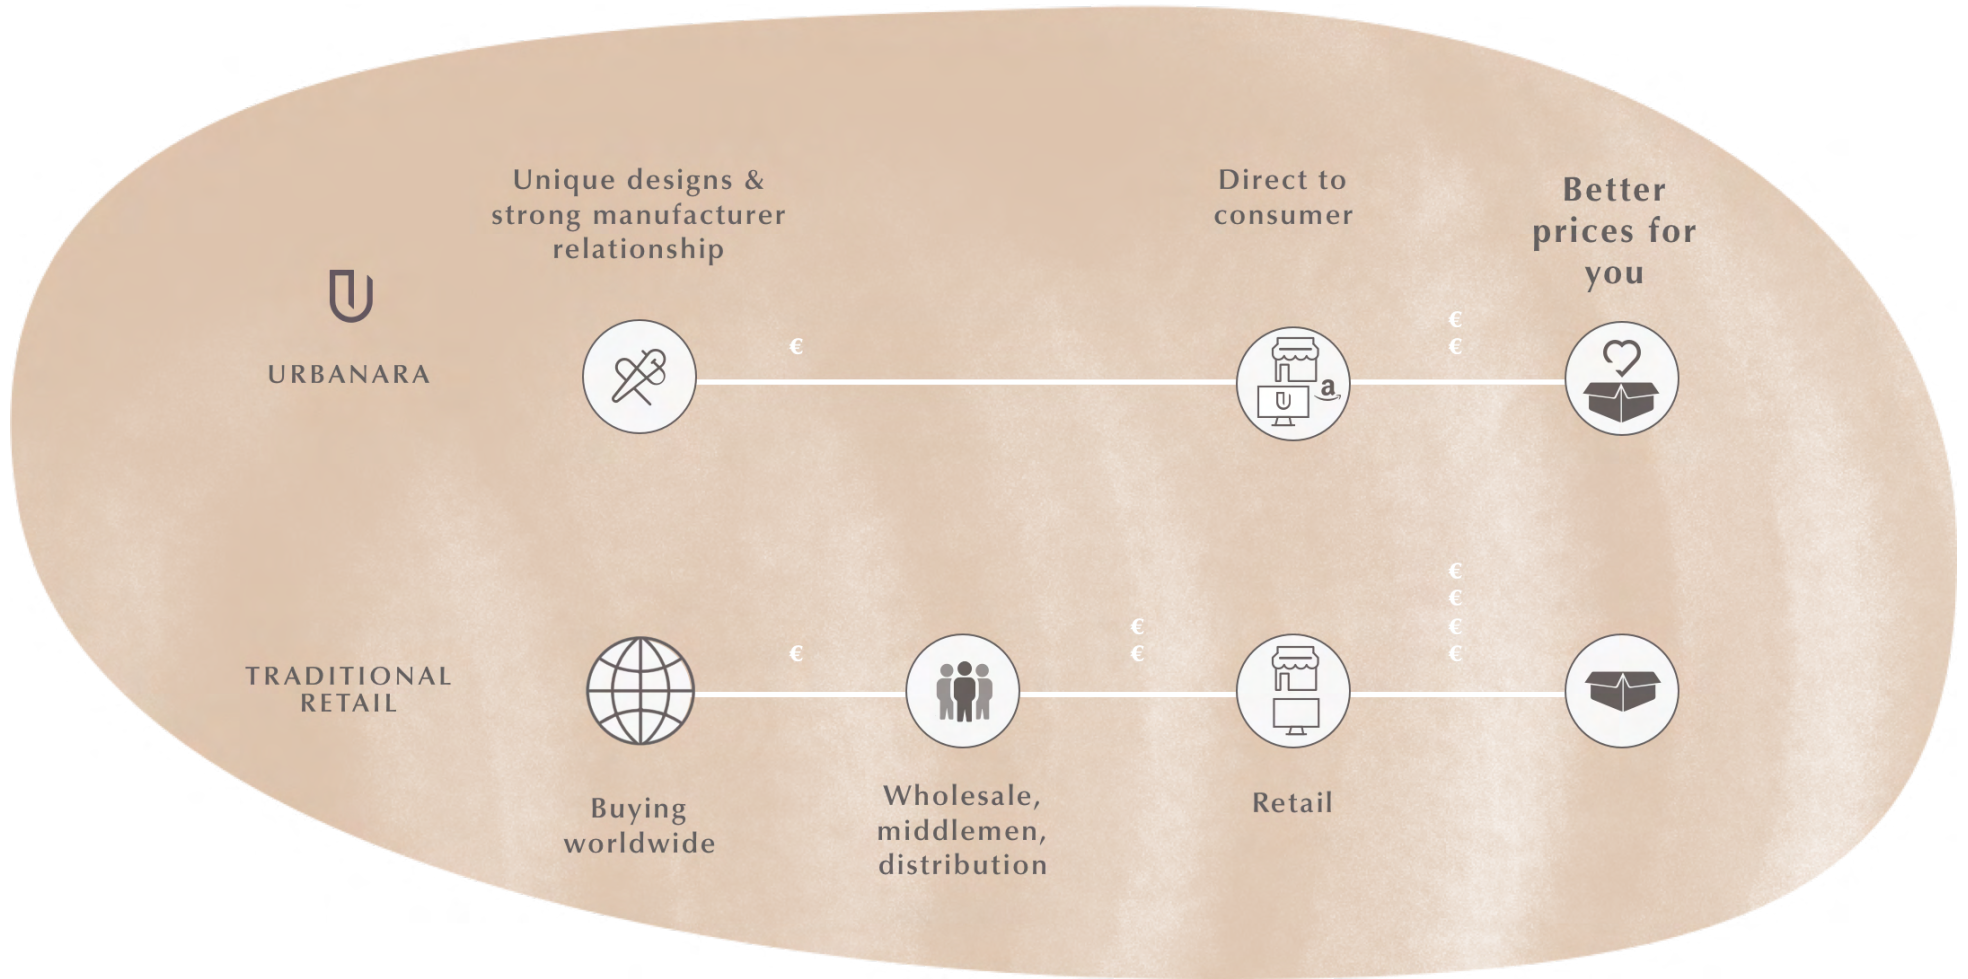 Unique designs &
strong manufacturer
relationship
Direct to
consumer
Better
prices for
you
URBANARA
€
€
€
a
TRADITIONAL
RETAIL
€
€
€
€
€
€
€
Buying
worldwide
Wholesale,
middlemen,
distribution
Retail